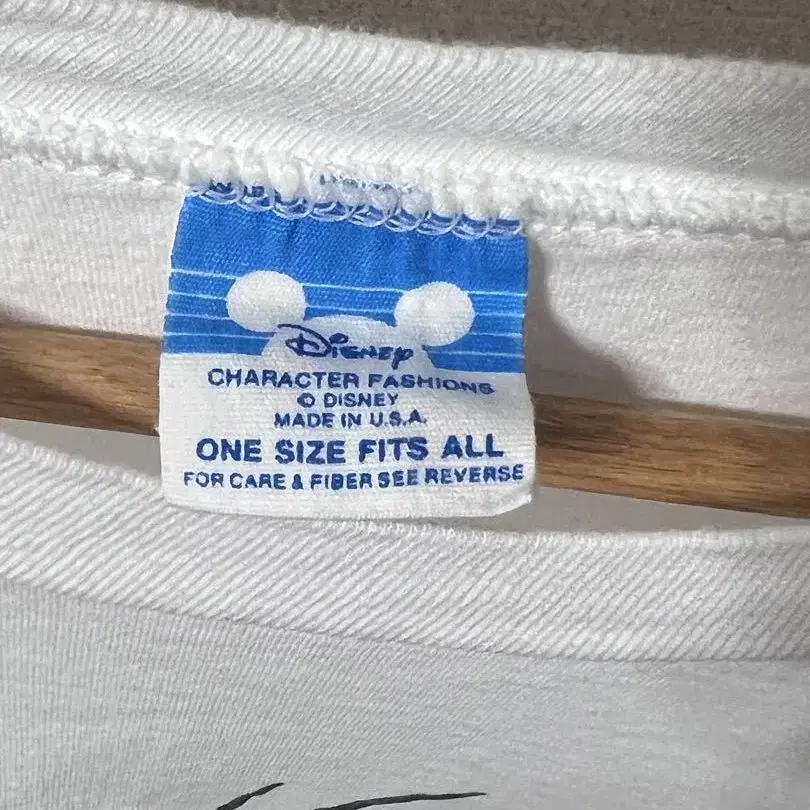 Disney
CHARACTER FASHIONS
© DISNEY
MADE IN U.S.A.
ONE SIZE FITS ALL
FOR CARE & FIBER SEE REVERSE